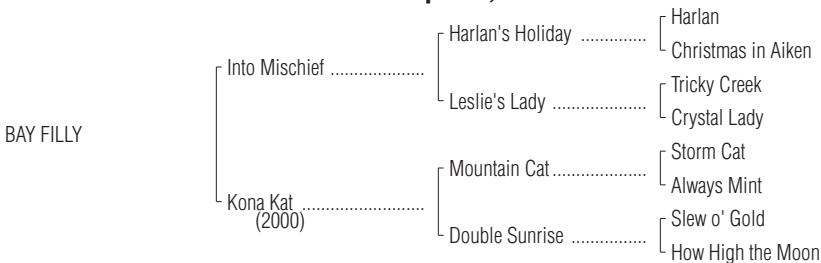 Harlan
Harlan's Holiday ..............
Christmas in Aiken
Into Mischief ....................
Tricky Creek
Leslie's Lady ....................
Crystal Lady
BAY FILLY
Storm Cat
Mountain Cat....................
Always Mint
Kona Kat ..........................
(2000)
Slew o' Gold
Double Sunrise ................
How High the Moon